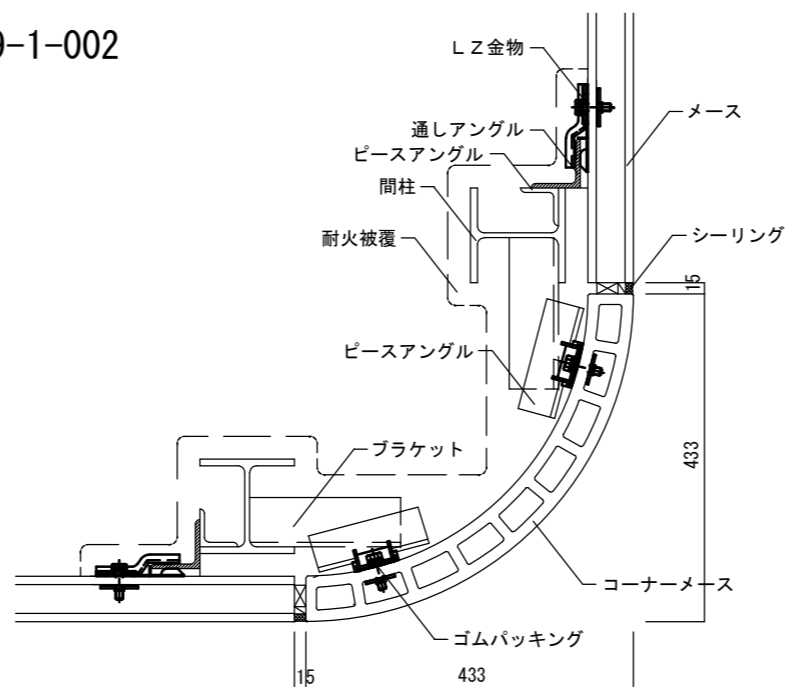 9-1-002
LZ金物
メース
通しアングル
ピースアングル
間柱
耐火被覆
シーリング
15
ピースアングル
433
ブラケット
コーナーメース
ゴムパッキング
15
433